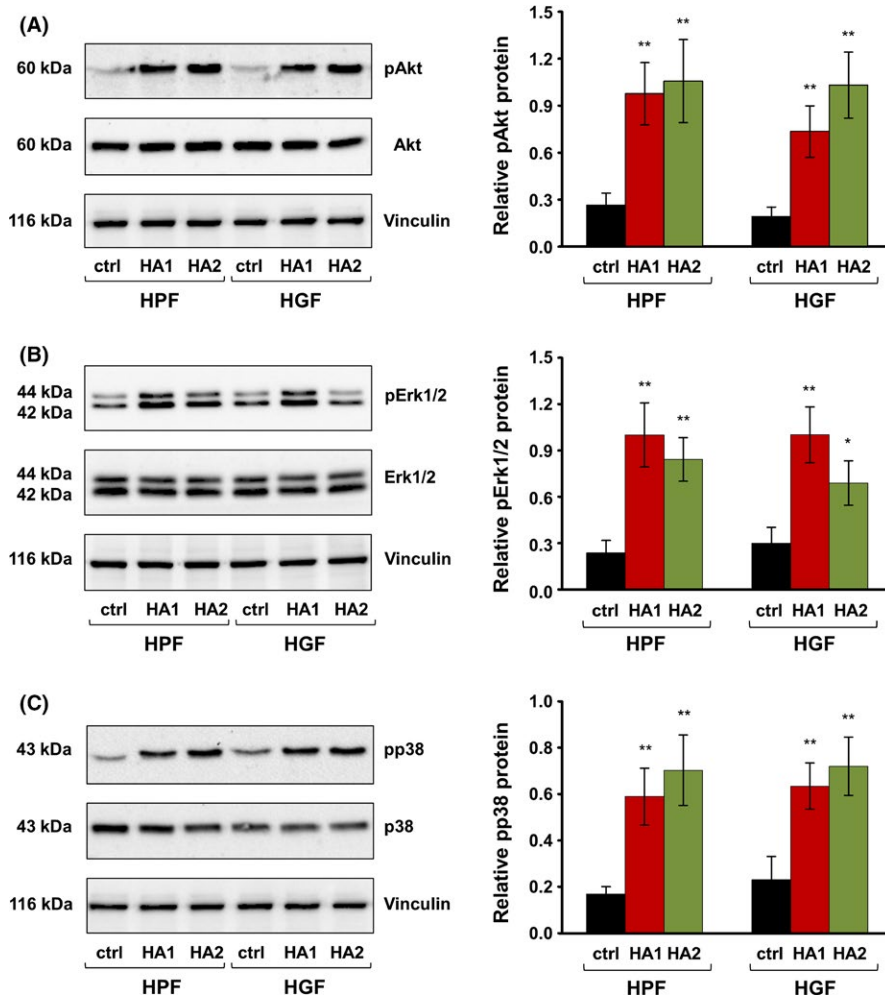 (A)
60 kDa
pAkt
60 kDa
Akt
116 kDa
Vinculin
ctrl HA1 HA2 ctrl HA1 HA2
HPF HGF
Relative pAkt protein
1.5
1.2
0.9
0.6
0.3
0.0
** ** ** **
ctrl HA1 HA2 ctrl HA1 HA2
HPF HGF
(B)
44 kDa
42 kDa
pErk1/2
44 kDa
42 kDa
Erk1/2
116 kDa
Vinculin
ctrl HA1 HA2 ctrl HA1 HA2
HPF HGF
Relative pErk1/2 protein
1.5
1.2
0.9
0.6
0.3
0.0
** ** ** *
ctrl HA1 HA2 ctrl HA1 HA2
HPF HGF
(C)
43 kDa
pp38
43 kDa
p38
116 kDa
Vinculin
ctrl HA1 HA2 ctrl HA1 HA2
HPF HGF
Relative pp38 protein
1.0
0.8
0.6
0.4
0.2
0.0
** ** ** **
ctrl HA1 HA2 ctrl HA1 HA2
HPF HGF